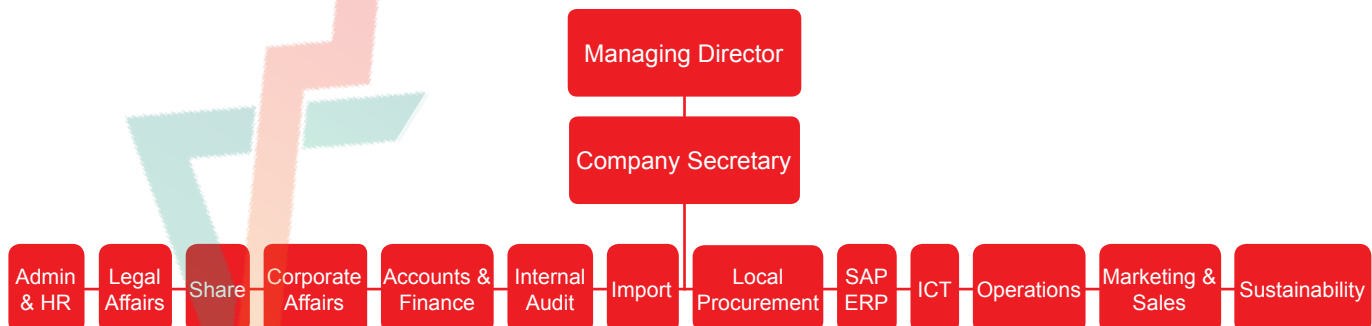 Managing Director
Company Secretary
Admin
& HR
Legal
Affairs
Share
Corporate
Affairs
Accounts &
Finance
Internal
Audit
Import
Local
Procurement
SAP
ERP
ICT
Operations
Marketing &
Sales
Sustainability